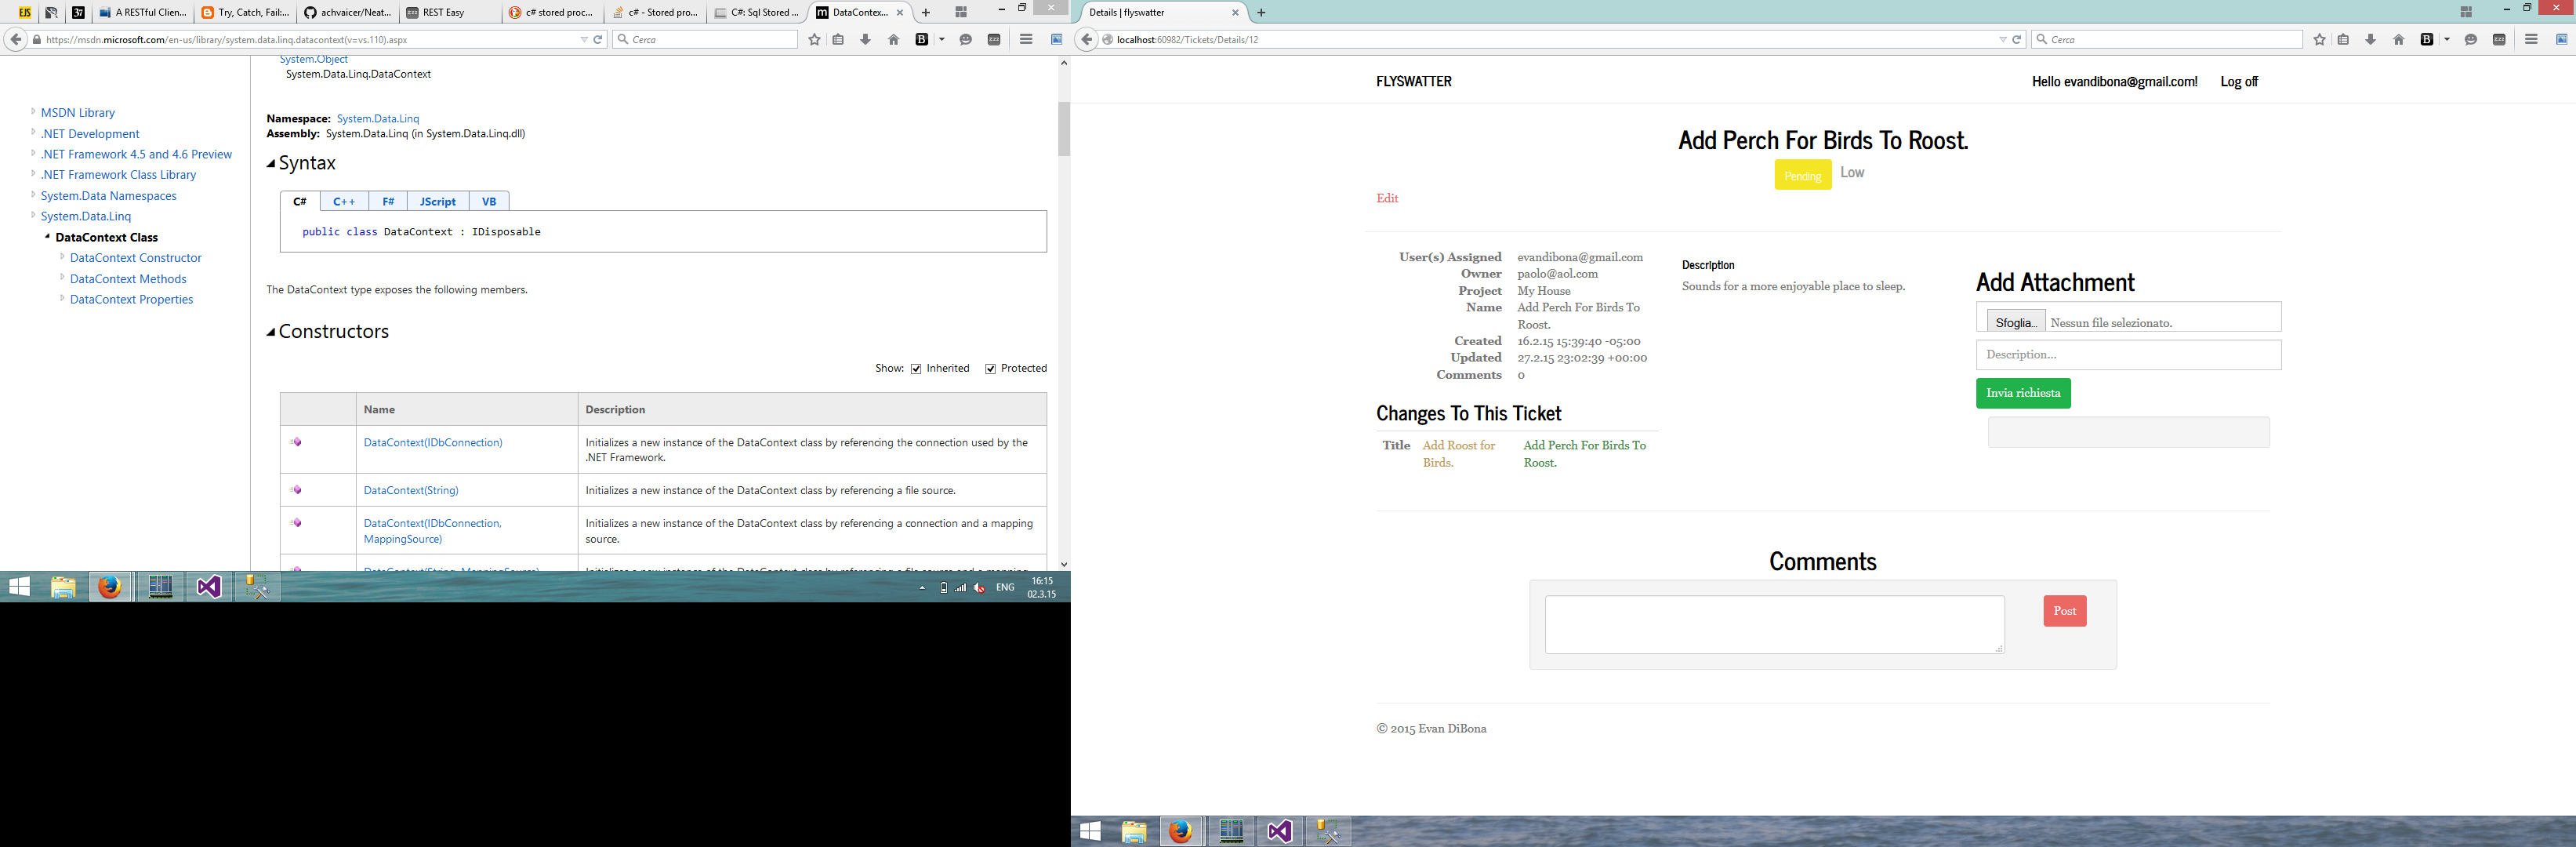 EJS
37
A RESTful Clien...
Try, Catch, Fail:...
achvaicer/Neat...
REST Easy
c# stored proc...
c# - Stored pro...
C#: Sql Stored ...
m DataContex...
https://msdn.microsoft.com/en-us/library/system.data.linq.datacontext(v=vs.110).aspx
Cerca
System.Object
System.Data.Linq.DataContext
MSDN Library
.NET Development
.NET Framework 4.5 and 4.6 Preview
.NET Framework Class Library
System.Data Namespaces
System.Data.Linq
DataContext Class
DataContext Constructor
DataContext Methods
DataContext Properties
Namespace: System.Data.Linq
Assembly: System.Data.Linq (in System.Data.Linq.dll)
Syntax
C# C++ F# JScript VB
public class DataContext : IDisposable
The DataContext type exposes the following members.
Constructors
Show: Inherited Protected
Name Description
DataContext(IDbConnection) Initializes a new instance of the DataContext class by referencing the connection used by the
.NET Framework.
DataContext(String) Initializes a new instance of the DataContext class by referencing a file source.
DataContext(IDbConnection, Initializes a new instance of the DataContext class by referencing a connection and a mapping
MappingSource) source.
ENG
16:15
02.3.15
Details | flyswatter
localhost:60982/Tickets/Details/12
Cerca
FLYSWATTER
Hello evandibona@gmail.com! Log off
Add Perch For Birds To Roost.
Pending Low
Edit
User(s) Assigned evandibona@gmail.com
Owner paolo@aol.com
Project My House
Name Add Perch For Birds To
Roost.
Created 16.2.15 15:39:40 -05:00
Updated 27.2.15 23:02:39 +00:00
Comments 0
Description
Sounds for a more enjoyable place to sleep.
Add Attachment
Sfoglia... Nessun file selezionato.
Description...
Invia richiesta
Changes To This Ticket
Title Add Roost for Add Perch For Birds To
Birds. Roost.
Comments
Post
© 2015 Evan DiBona